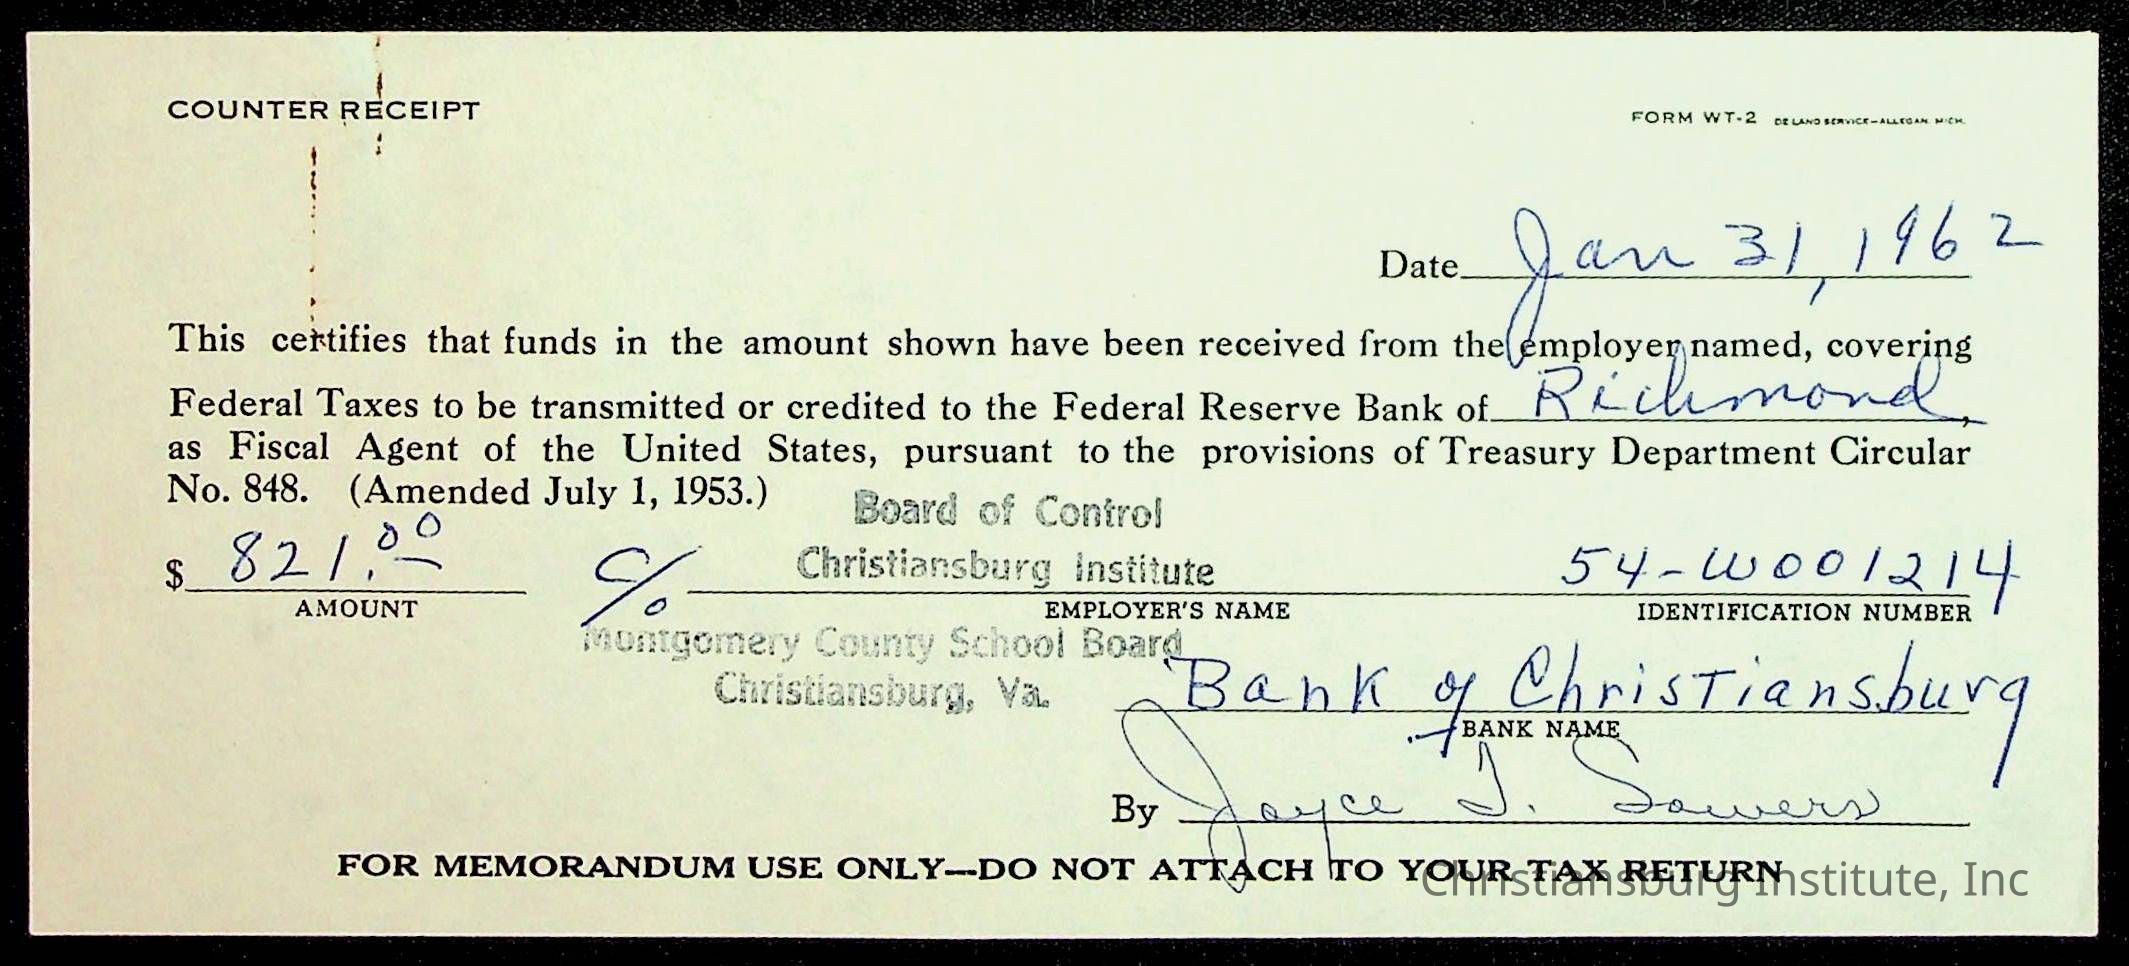 COUNTER RECEIPT
FORM WT-2 DE LAND SERVICE—ALLEGAN, MICH.
Date Jan 31, 1962
This certifies that funds in the amount shown have been received from the employer named, covering
Federal Taxes to be transmitted or credited to the Federal Reserve Bank of Richmond,
as Fiscal Agent of the United States, pursuant to the provisions of Treasury Department Circular
No. 848. (Amended July 1, 1953.)
Board of Control
$ 821.00 c/o Christiansburg Institute 54-W001214
AMOUNT EMPLOYER'S NAME IDENTIFICATION NUMBER
Montgomery County School Board
Christiansburg, Va.
Bank of Christiansburg
BANK NAME
By Joyce T. Sowers
FOR MEMORANDUM USE ONLY—DO NOT ATTACH TO YOUR TAX RETURN
Christiansburg Institute, Inc